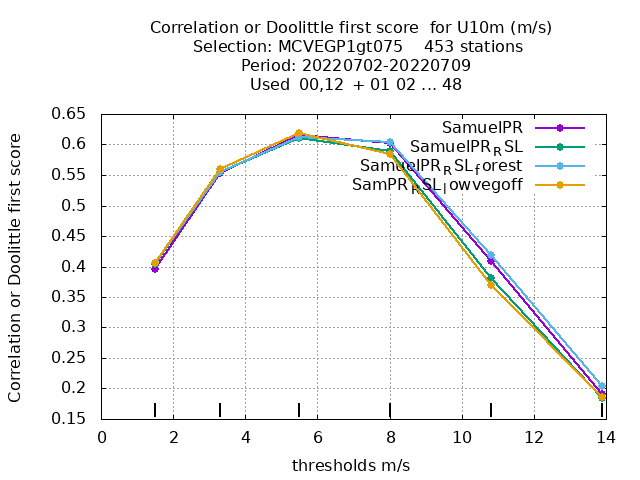 Correlation or Doolittle first score  for U10m (m/s)
Selection: MCVEGP1gt075    453 stations
Period: 20220702-20220709
Used  00,12  + 01 02 ... 48
SamuelPR
SamuelPR_RSL
SamuelPR_RSL_forest
SamPR_RSL_lowvegoff
Correlation or Doolittle first score
0.65
0.6
0.55
0.5
0.45
0.4
0.35
0.3
0.25
0.2
0.15
0 2 4 6 8 10 12 14
thresholds m/s